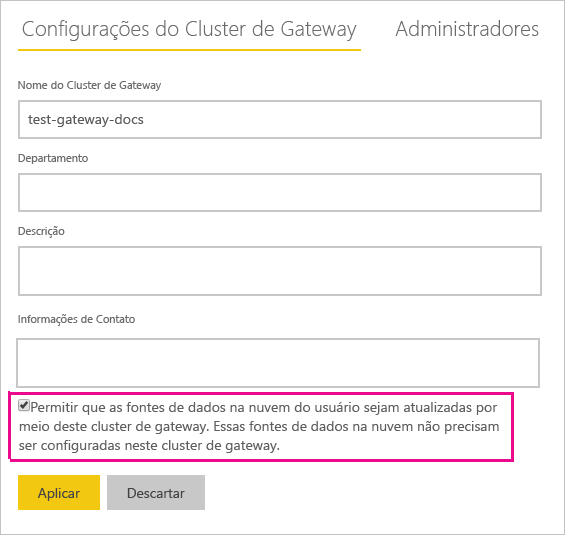 Configurações do Cluster de Gateway Administradores
Nome do Cluster de Gateway
test-gateway-docs
Departamento
Descrição
Informações de Contato
Permitir que as fontes de dados na nuvem do usuário sejam atualizadas por
meio deste cluster de gateway. Essas fontes de dados na nuvem não precisam
ser configuradas neste cluster de gateway.
Aplicar Descartar